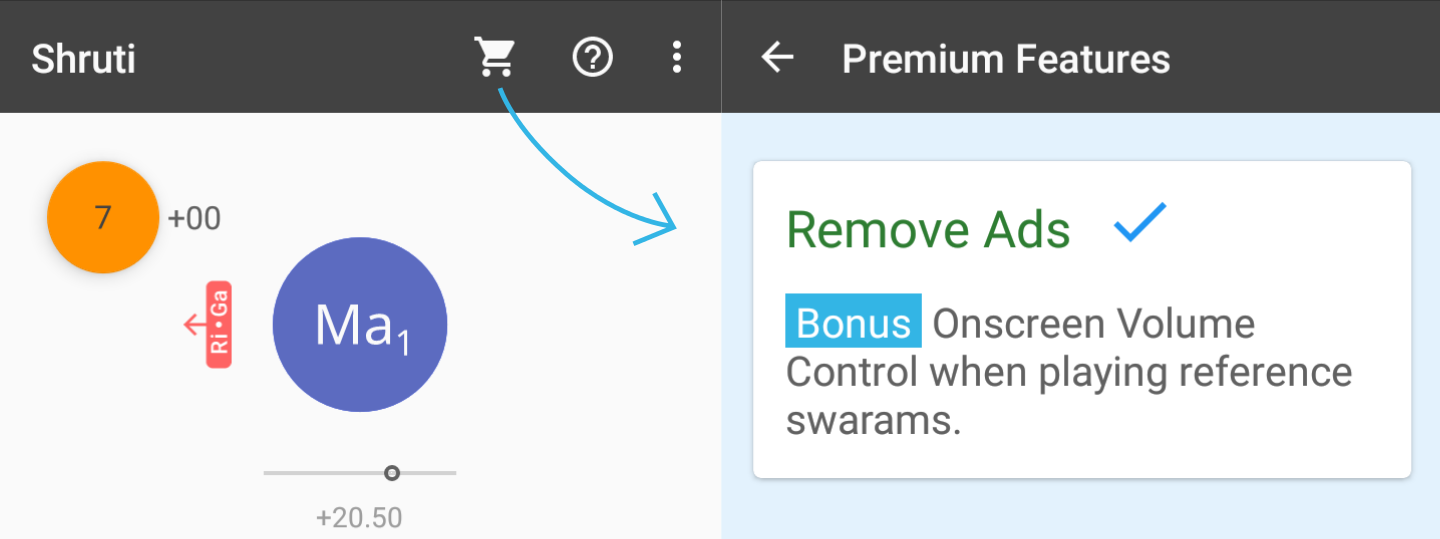 Shruti
7 +00
Ri•Ga
Ma₁
+20.50
Premium Features
Remove Ads
Bonus Onscreen Volume
Control when playing reference
swarams.